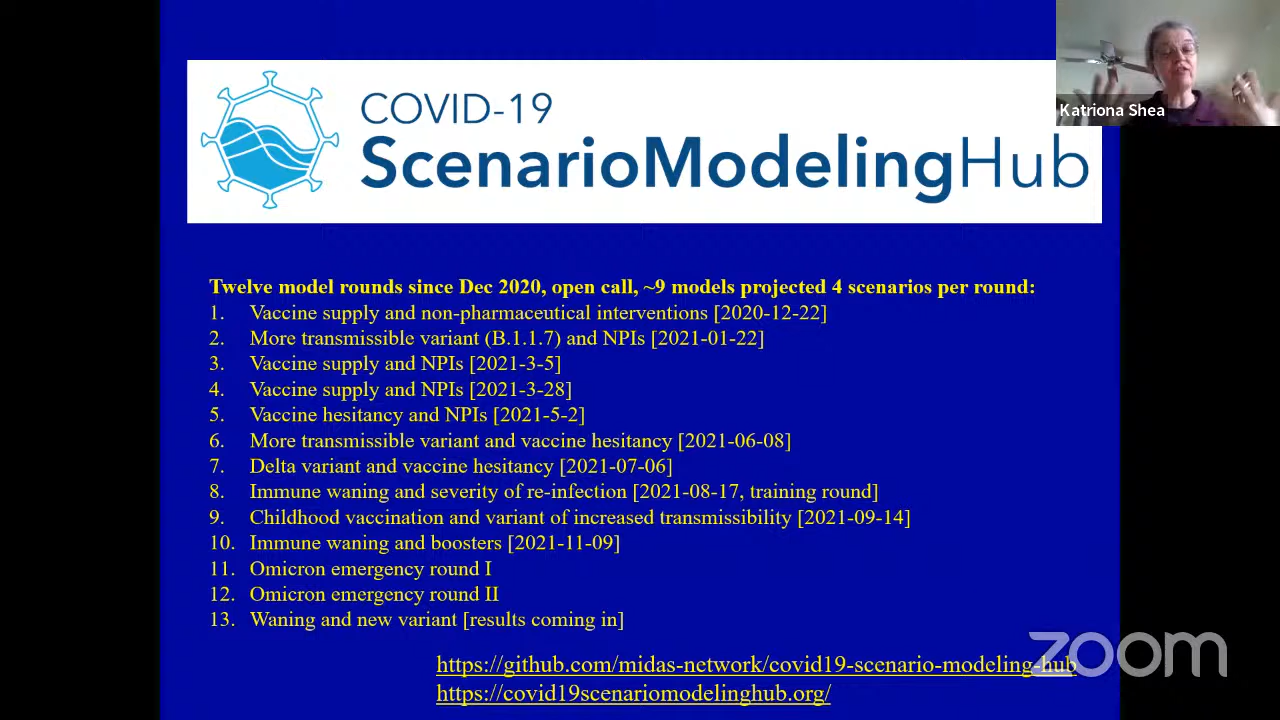 COVID-19
ScenarioModelingHub
Katriona Shea
Twelve model rounds since Dec 2020, open call, ~9 models projected 4 scenarios per round:
1. Vaccine supply and non-pharmaceutical interventions [2020-12-22]
2. More transmissible variant (B.1.1.7) and NPIs [2021-01-22]
3. Vaccine supply and NPIs [2021-3-5]
4. Vaccine supply and NPIs [2021-3-28]
5. Vaccine hesitancy and NPIs [2021-5-2]
6. More transmissible variant and vaccine hesitancy [2021-06-08]
7. Delta variant and vaccine hesitancy [2021-07-06]
8. Immune waning and severity of re-infection [2021-08-17, training round]
9. Childhood vaccination and variant of increased transmissibility [2021-09-14]
10. Immune waning and boosters [2021-11-09]
11. Omicron emergency round I
12. Omicron emergency round II
13. Waning and new variant [results coming in]
https://github.com/midas-network/covid19-scenario-modeling-hub
https://covid19scenariomodelinghub.org/
zoom